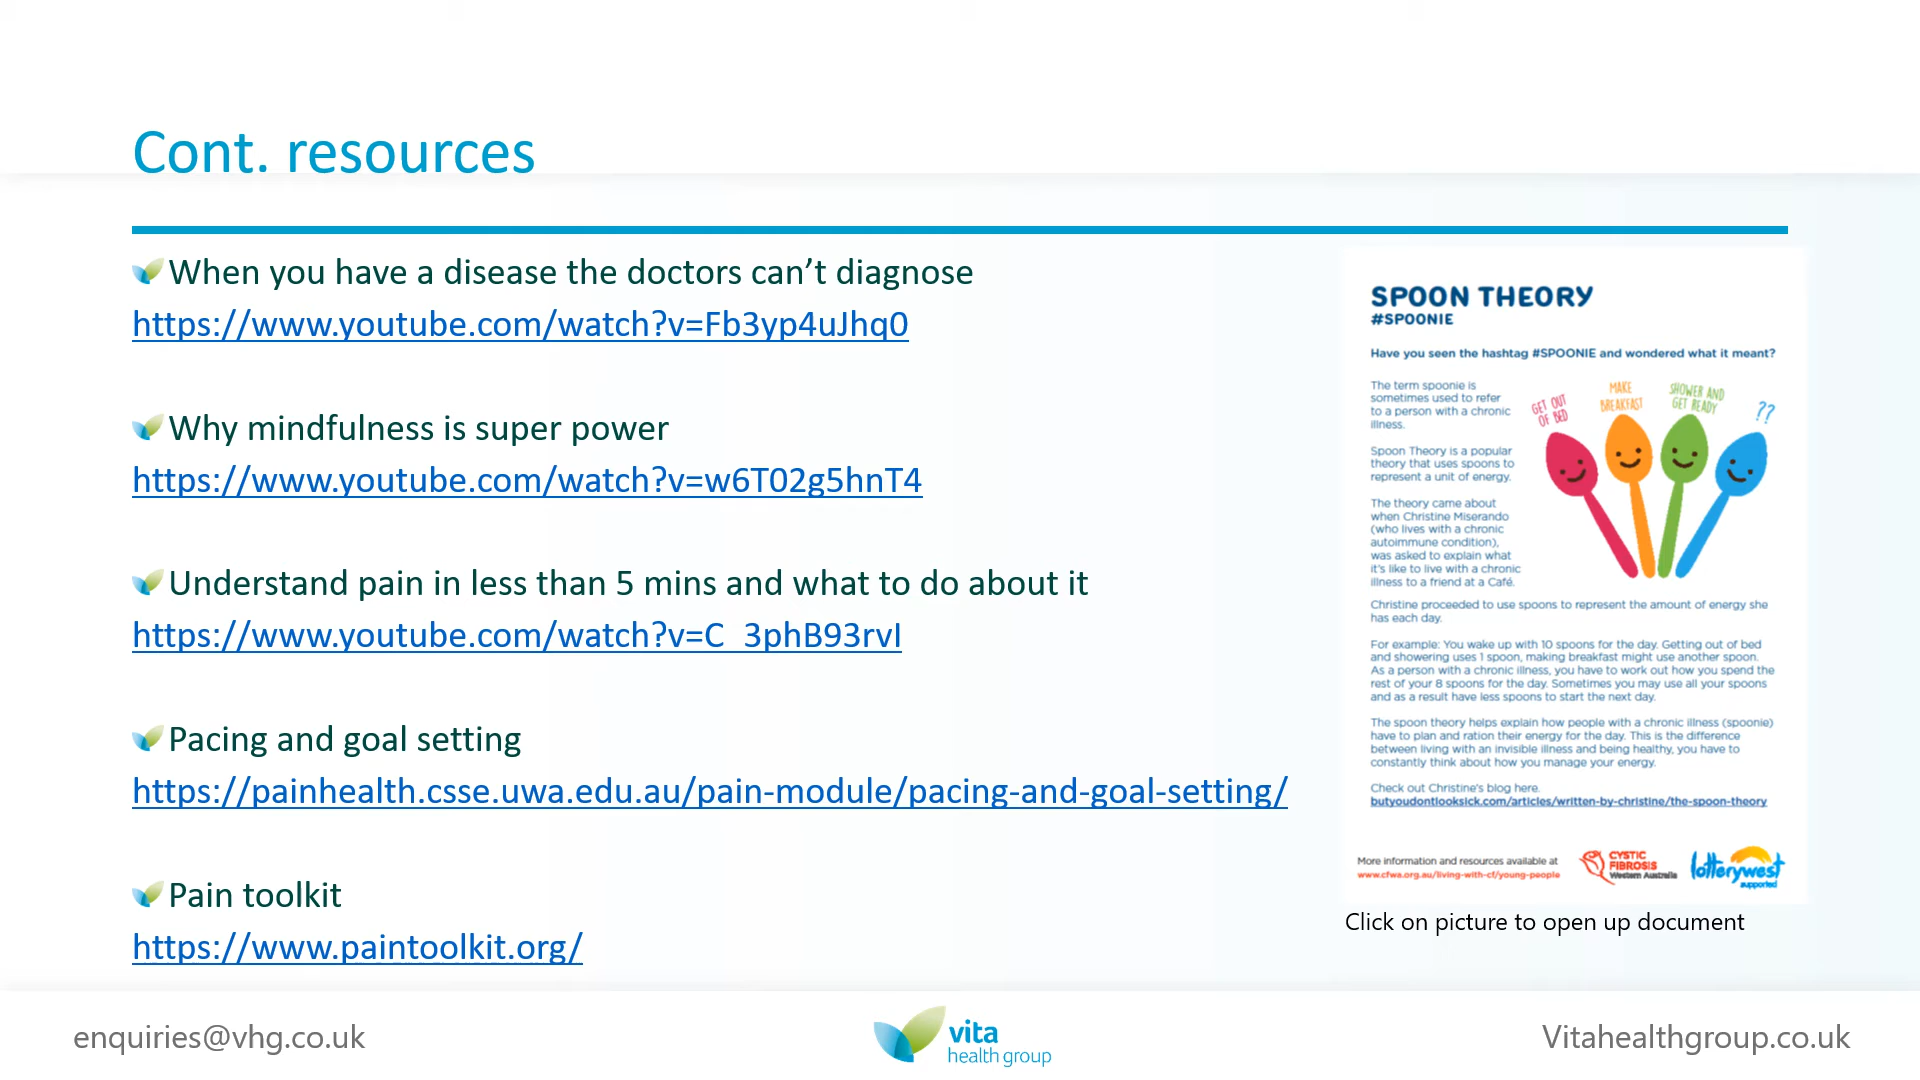 Cont. resources
When you have a disease the doctors can’t diagnose
https://www.youtube.com/watch?v=Fb3yp4uJhq0
Why mindfulness is super power
https://www.youtube.com/watch?v=w6T02g5hnT4
Understand pain in less than 5 mins and what to do about it
https://www.youtube.com/watch?v=C_3phB93rvI
Pacing and goal setting
https://painhealth.csse.uwa.edu.au/pain-module/pacing-and-goal-setting/
Pain toolkit
https://www.paintoolkit.org/
SPOON THEORY
#SPOONIE
Have you seen the hashtag #SPOONIE and wondered what it meant?
The term spoonie is
sometimes used to refer
to a person with a chronic
illness.
Spoon Theory is a popular
theory that uses spoons to
represent a unit of energy.
The theory came about
when Christine Miserando
(who lives with a chronic
autoimmune condition),
was asked to explain what
it's like to live with a chronic
illness to a friend at a Café.
GET OUT
OF BED
MAKE
BREAKFAST
SHOWER AND
GET READY
??
Christine proceeded to use spoons to represent the amount of energy she
has each day.
For example: You wake up with 10 spoons for the day. Getting out of bed
and showering uses 1 spoon, making breakfast might use another spoon.
As a person with a chronic illness, you have to work out how you spend the
rest of your 8 spoons for the day. Sometimes you may use all your spoons
and as a result have less spoons to start the next day.
The spoon theory helps explain how people with a chronic illness (spoonie)
have to plan and ration their energy for the day. This is the difference
between living with an invisible illness and being healthy, you have to
constantly think about how you manage your energy.
Check out Christine's blog here.
butyoudontlooksick.com/articles/written-by-christine/the-spoon-theory
More information and resources available at
www.cfwa.org.au/living-with-cf/young-people
CYSTIC
FIBROSIS
Western Australia
lotterywest
supported
Click on picture to open up document
enquiries@vhg.co.uk
vita
health group
Vitahealthgroup.co.uk